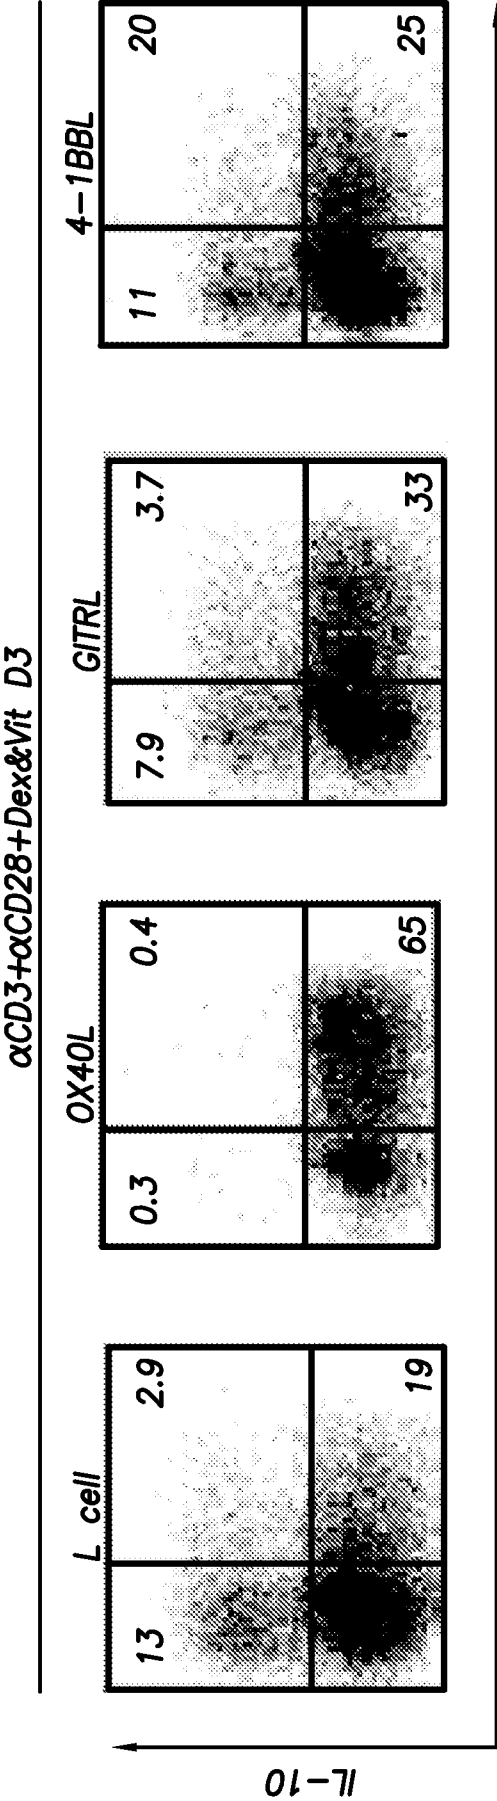 αCD3+αCD28+Dex&Vit D3
L cell
OX40L
GITRL
4-1BBL
13
2.9
0.3
0.4
7.9
3.7
11
20
19
65
33
25
IL-10